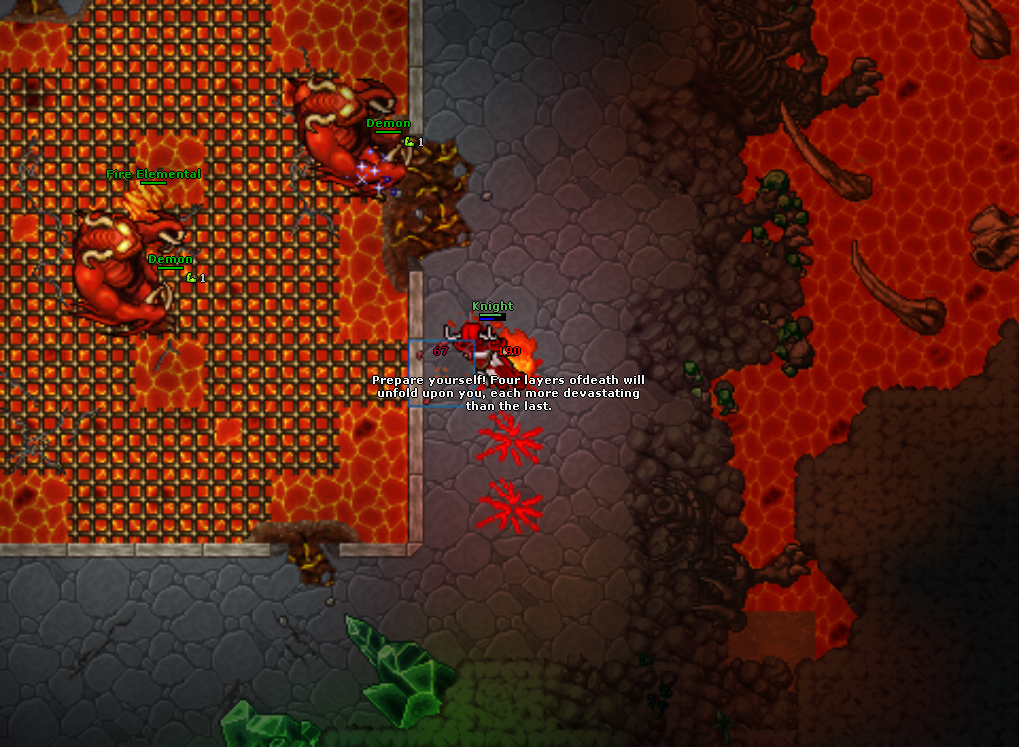 Demon
1
Fire Elemental
Demon
1
Knight
67
190
Prepare yourself! Four layers ofdeath will
unfold upon you, each more devastating
than the last.